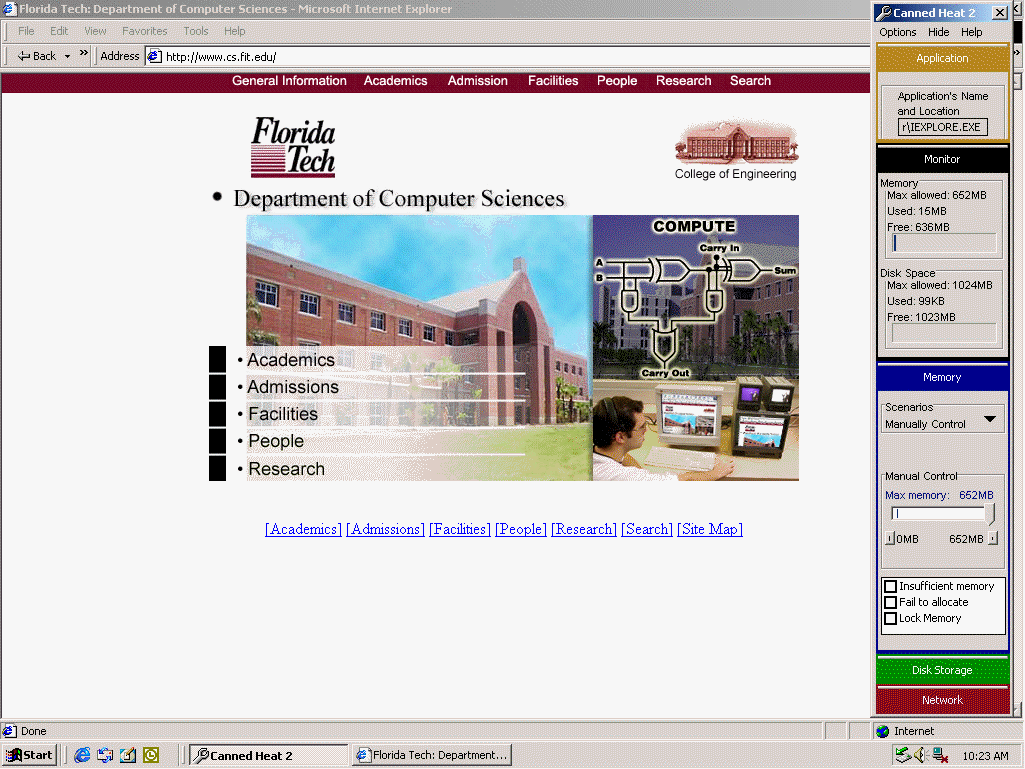 Florida Tech: Department of Computer Sciences - Microsoft Internet Explorer
File Edit View Favorites Tools Help
Back » Address http://www.cs.fit.edu/
General Information Academics Admission Facilities People Research Search
Florida
Tech
College of Engineering
• Department of Computer Sciences
COMPUTE
Carry In
A
B
Sum
Carry Out
• Academics
• Admissions
• Facilities
• People
• Research
[Academics] [Admissions] [Facilities] [People] [Research] [Search] [Site Map]
Canned Heat 2
Options Hide Help
Application
Application's Name
and Location
r\IEXPLORE.EXE
Monitor
Memory
Max allowed: 652MB
Used: 15MB
Free: 636MB
Disk Space
Max allowed: 1024MB
Used: 99KB
Free: 1023MB
Memory
Scenarios
Manually Control
Manual Control
Max memory: 652MB
0MB 652MB
Insufficient memory
Fail to allocate
Lock Memory
Disk Storage
Network
Done Internet
Start Canned Heat 2 Florida Tech: Department... 10:23 AM